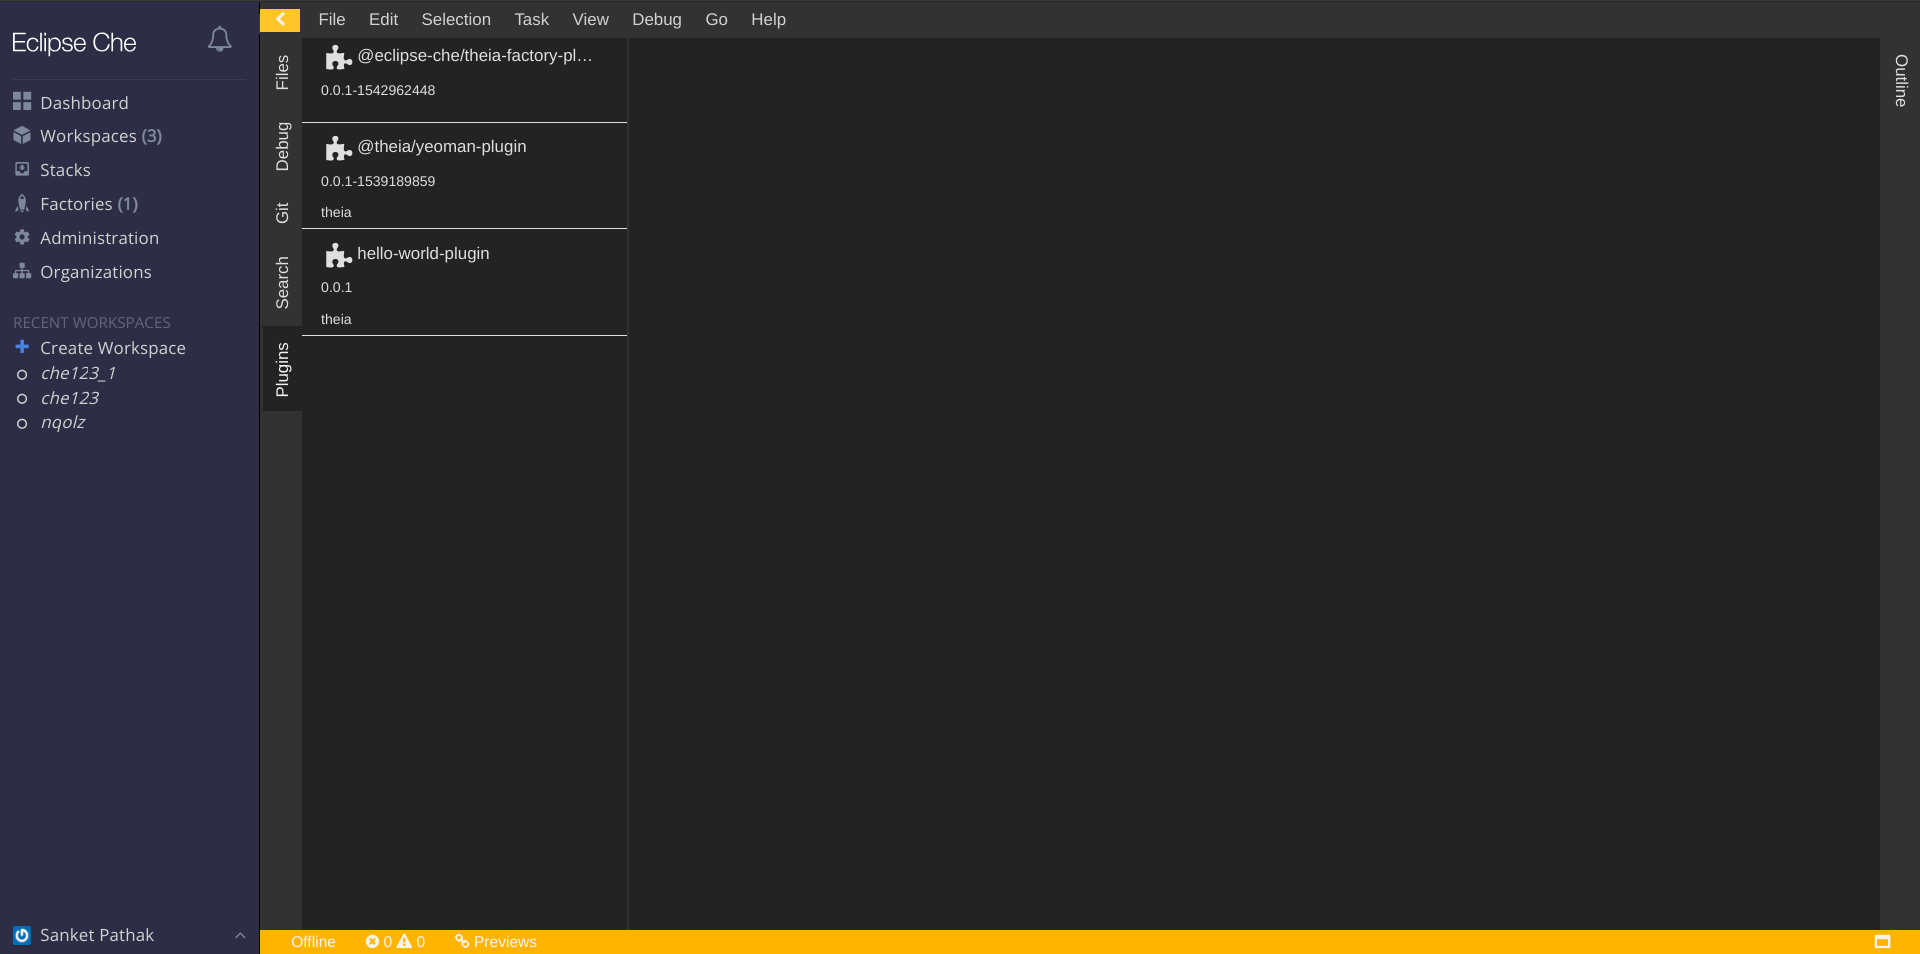 Eclipse Che
Dashboard
Workspaces (3)
Stacks
Factories (1)
Administration
Organizations
RECENT WORKSPACES
Create Workspace
che123_1
che123
nqolz
Sanket Pathak
File Edit Selection Task View Debug Go Help
Files
Debug
Git
Search
Plugins
@eclipse-che/theia-factory-pl...
0.0.1-1542962448
@theia/yeoman-plugin
0.0.1-1539189859
theia
hello-world-plugin
0.0.1
theia
Outline
Offline 0 0 Previews